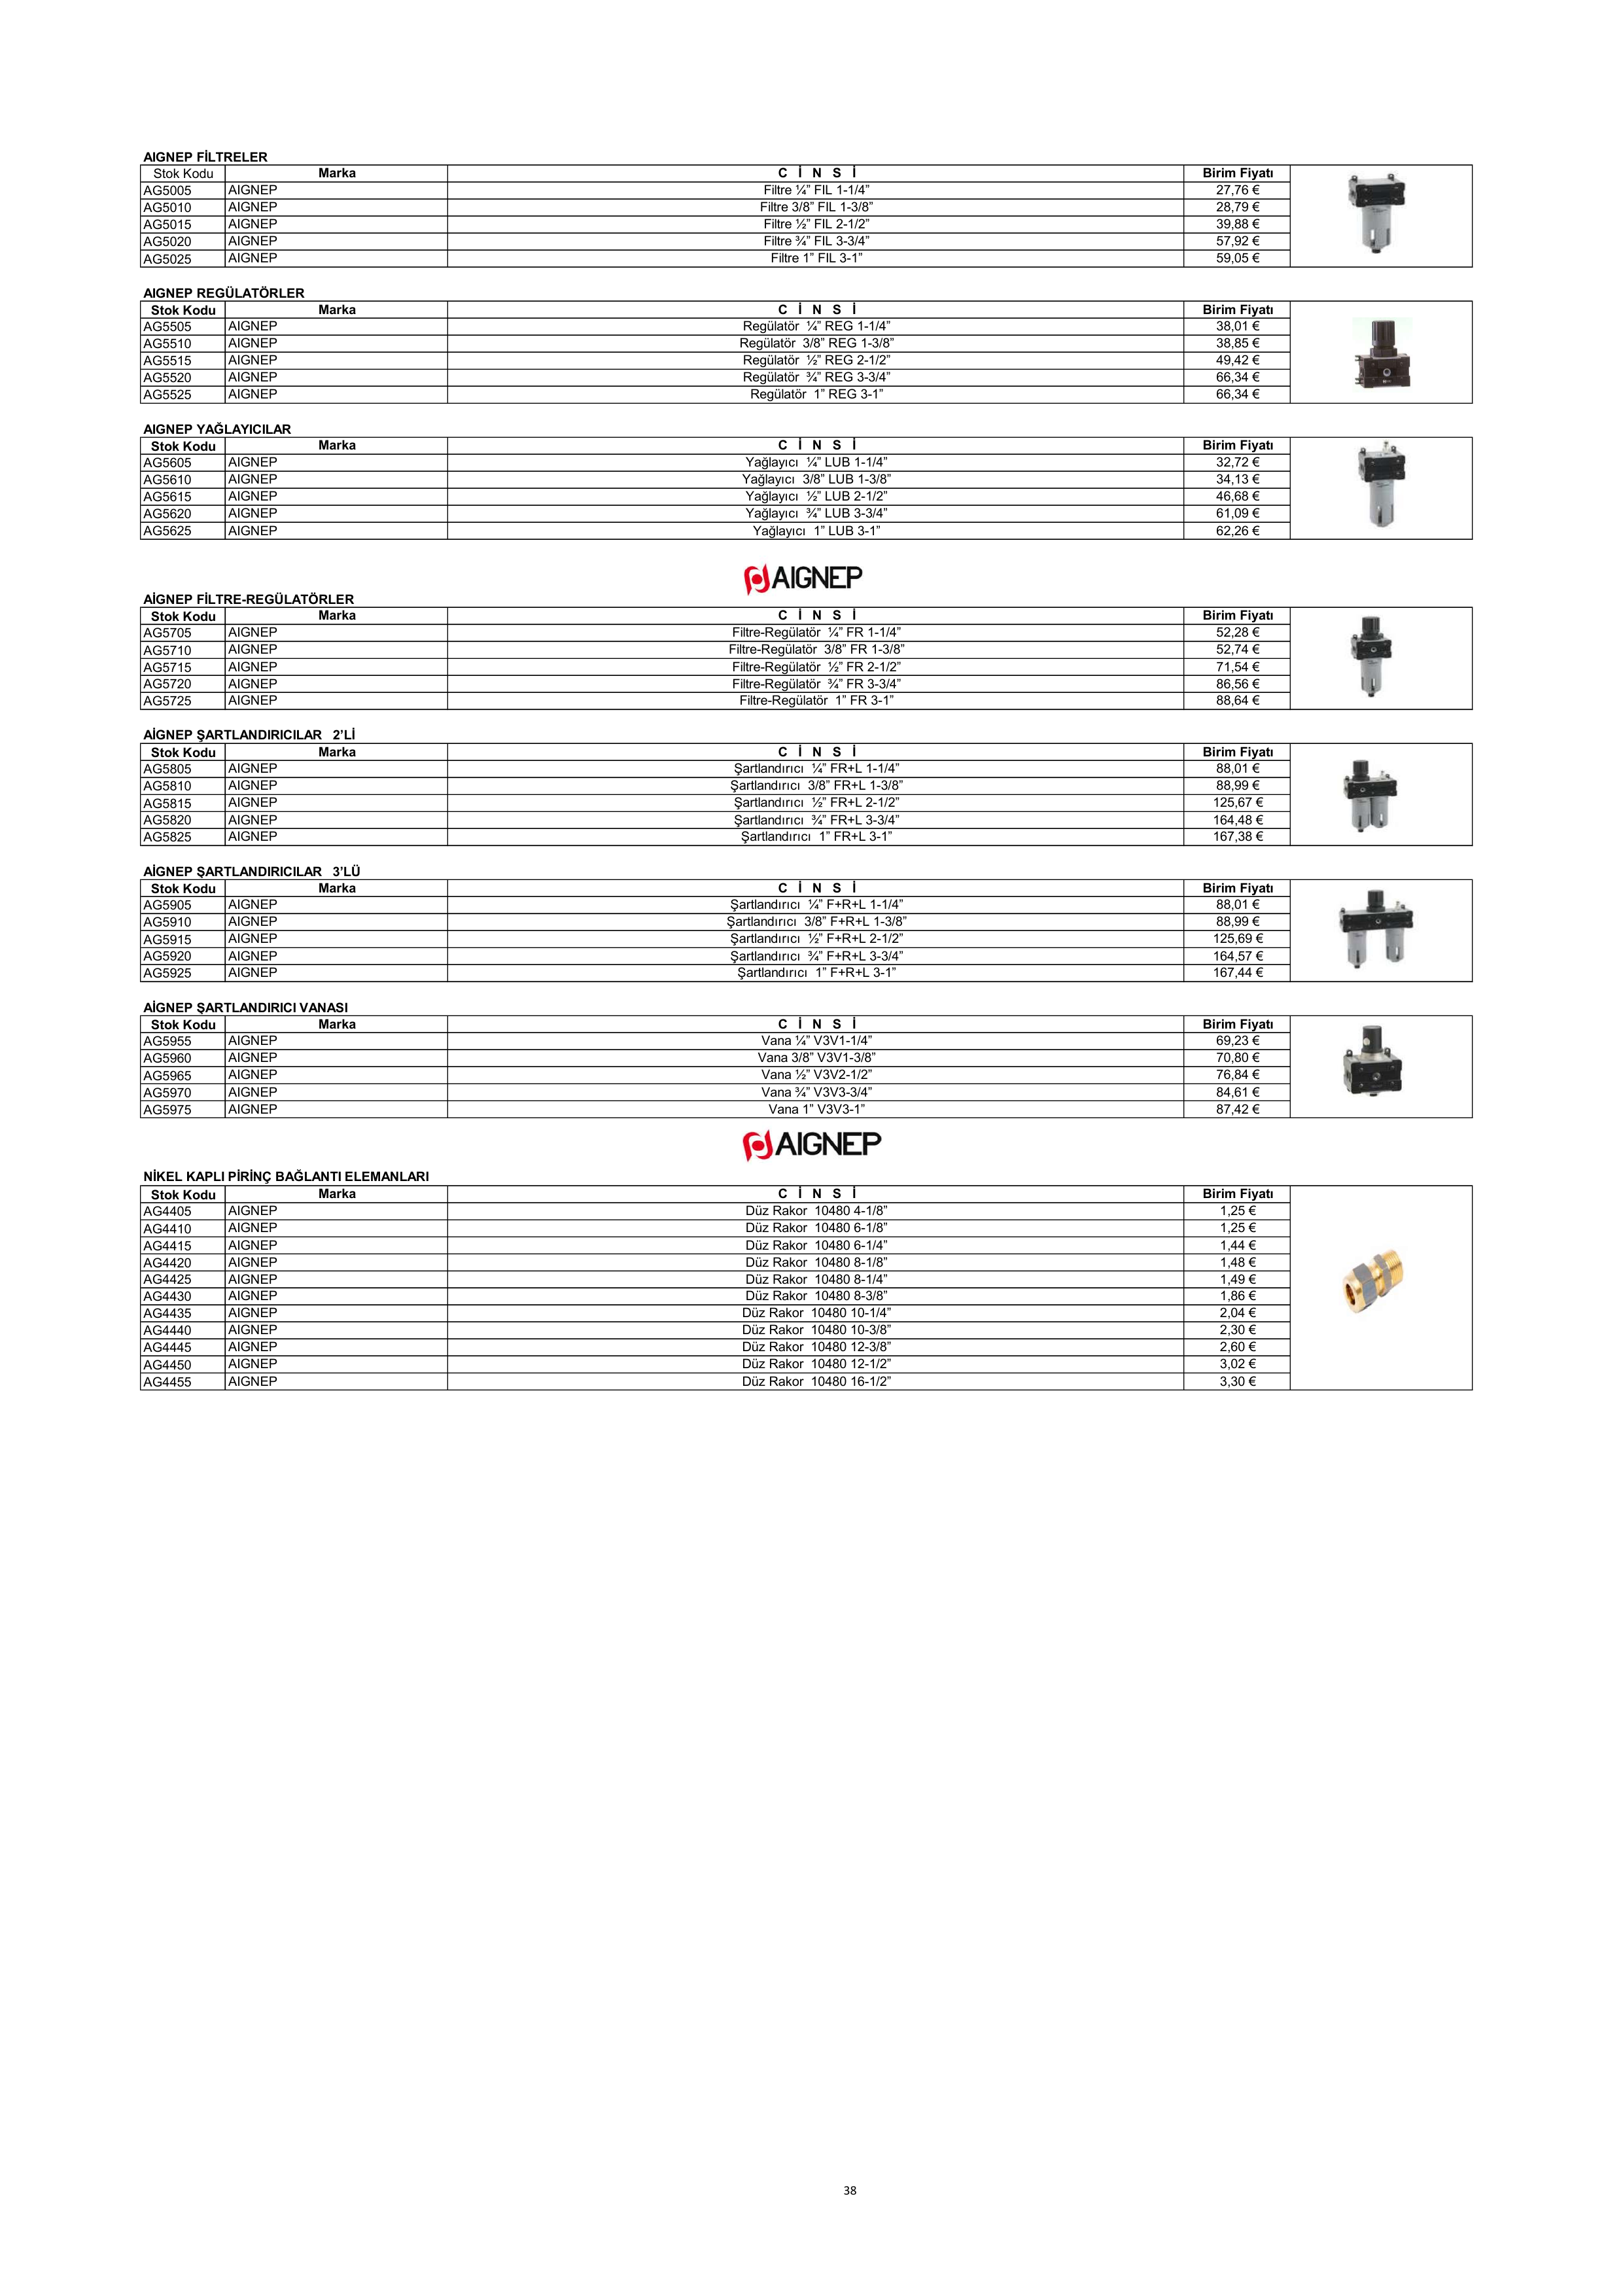 AIGNEP FİLTRELER
Stok Kodu Marka C İ N S İ Birim Fiyatı
AG5005 AIGNEP Filtre ¼” FIL 1-1/4” 27,76 €
AG5010 AIGNEP Filtre 3/8” FIL 1-3/8” 28,79 €
AG5015 AIGNEP Filtre ½” FIL 2-1/2” 39,88 €
AG5020 AIGNEP Filtre ¾” FIL 3-3/4” 57,92 €
AG5025 AIGNEP Filtre 1” FIL 3-1” 59,05 €
AIGNEP REGÜLATÖRLER
Stok Kodu Marka C İ N S İ Birim Fiyatı
AG5505 AIGNEP Regülatör ¼” REG 1-1/4” 38,01 €
AG5510 AIGNEP Regülatör 3/8” REG 1-3/8” 38,85 €
AG5515 AIGNEP Regülatör ½” REG 2-1/2” 49,42 €
AG5520 AIGNEP Regülatör ¾” REG 3-3/4” 66,34 €
AG5525 AIGNEP Regülatör 1” REG 3-1” 66,34 €
AIGNEP YAĞLAYICILAR
Stok Kodu Marka C İ N S İ Birim Fiyatı
AG5605 AIGNEP Yağlayıcı ¼” LUB 1-1/4” 32,72 €
AG5610 AIGNEP Yağlayıcı 3/8” LUB 1-3/8” 34,13 €
AG5615 AIGNEP Yağlayıcı ½” LUB 2-1/2” 46,68 €
AG5620 AIGNEP Yağlayıcı ¾” LUB 3-3/4” 61,09 €
AG5625 AIGNEP Yağlayıcı 1” LUB 3-1” 62,26 €
AIGNEP
AİGNEP FİLTRE-REGÜLATÖRLER
Stok Kodu Marka C İ N S İ Birim Fiyatı
AG5705 AIGNEP Filtre-Regülatör ¼” FR 1-1/4” 52,28 €
AG5710 AIGNEP Filtre-Regülatör 3/8” FR 1-3/8” 52,74 €
AG5715 AIGNEP Filtre-Regülatör ½” FR 2-1/2” 71,54 €
AG5720 AIGNEP Filtre-Regülatör ¾” FR 3-3/4” 86,56 €
AG5725 AIGNEP Filtre-Regülatör 1” FR 3-1” 88,64 €
AİGNEP ŞARTLANDIRICILAR 2’Lİ
Stok Kodu Marka C İ N S İ Birim Fiyatı
AG5805 AIGNEP Şartlandırıcı ¼” FR+L 1-1/4” 88,01 €
AG5810 AIGNEP Şartlandırıcı 3/8” FR+L 1-3/8” 88,99 €
AG5815 AIGNEP Şartlandırıcı ½” FR+L 2-1/2” 125,67 €
AG5820 AIGNEP Şartlandırıcı ¾” FR+L 3-3/4” 164,48 €
AG5825 AIGNEP Şartlandırıcı 1” FR+L 3-1” 167,38 €
AİGNEP ŞARTLANDIRICILAR 3’LÜ
Stok Kodu Marka C İ N S İ Birim Fiyatı
AG5905 AIGNEP Şartlandırıcı ¼” F+R+L 1-1/4” 88,01 €
AG5910 AIGNEP Şartlandırıcı 3/8” F+R+L 1-3/8” 88,99 €
AG5915 AIGNEP Şartlandırıcı ½” F+R+L 2-1/2” 125,69 €
AG5920 AIGNEP Şartlandırıcı ¾” F+R+L 3-3/4” 164,57 €
AG5925 AIGNEP Şartlandırıcı 1” F+R+L 3-1” 167,44 €
AİGNEP ŞARTLANDIRICI VANASI
Stok Kodu Marka C İ N S İ Birim Fiyatı
AG5955 AIGNEP Vana ¼” V3V1-1/4” 69,23 €
AG5960 AIGNEP Vana 3/8” V3V1-3/8” 70,80 €
AG5965 AIGNEP Vana ½” V3V2-1/2” 76,84 €
AG5970 AIGNEP Vana ¾” V3V3-3/4” 84,61 €
AG5975 AIGNEP Vana 1” V3V3-1” 87,42 €
AIGNEP
NİKEL KAPLI PİRİNÇ BAĞLANTI ELEMANLARI
Stok Kodu Marka C İ N S İ Birim Fiyatı
AG4405 AIGNEP Düz Rakor 10480 4-1/8” 1,25 €
AG4410 AIGNEP Düz Rakor 10480 6-1/8” 1,25 €
AG4415 AIGNEP Düz Rakor 10480 6-1/4” 1,44 €
AG4420 AIGNEP Düz Rakor 10480 8-1/8” 1,48 €
AG4425 AIGNEP Düz Rakor 10480 8-1/4” 1,49 €
AG4430 AIGNEP Düz Rakor 10480 8-3/8” 1,86 €
AG4435 AIGNEP Düz Rakor 10480 10-1/4” 2,04 €
AG4440 AIGNEP Düz Rakor 10480 10-3/8” 2,30 €
AG4445 AIGNEP Düz Rakor 10480 12-3/8” 2,60 €
AG4450 AIGNEP Düz Rakor 10480 12-1/2” 3,02 €
AG4455 AIGNEP Düz Rakor 10480 16-1/2” 3,30 €
38